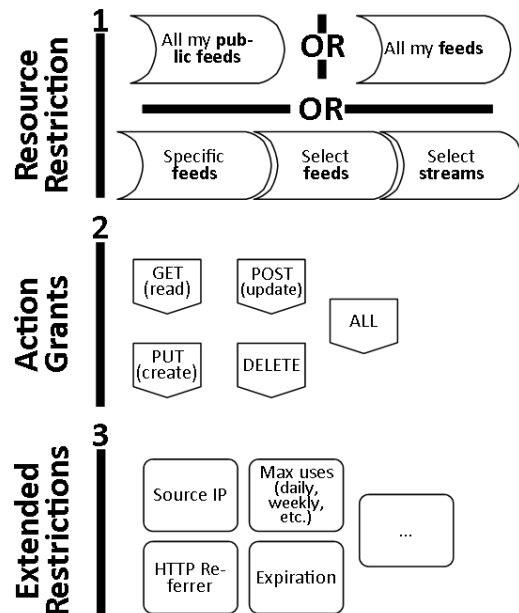 1
Resource
Restriction
All my pub-
lic feeds
OR
All my feeds
OR
Specific
feeds
Select
feeds
Select
streams
2
Action
Grants
GET
(read)
POST
(update)
ALL
PUT
(create)
DELETE
3
Extended
Restrictions
Source IP
Max uses
(daily,
weekly,
etc.)
...
HTTP Re-
ferrer
Expiration